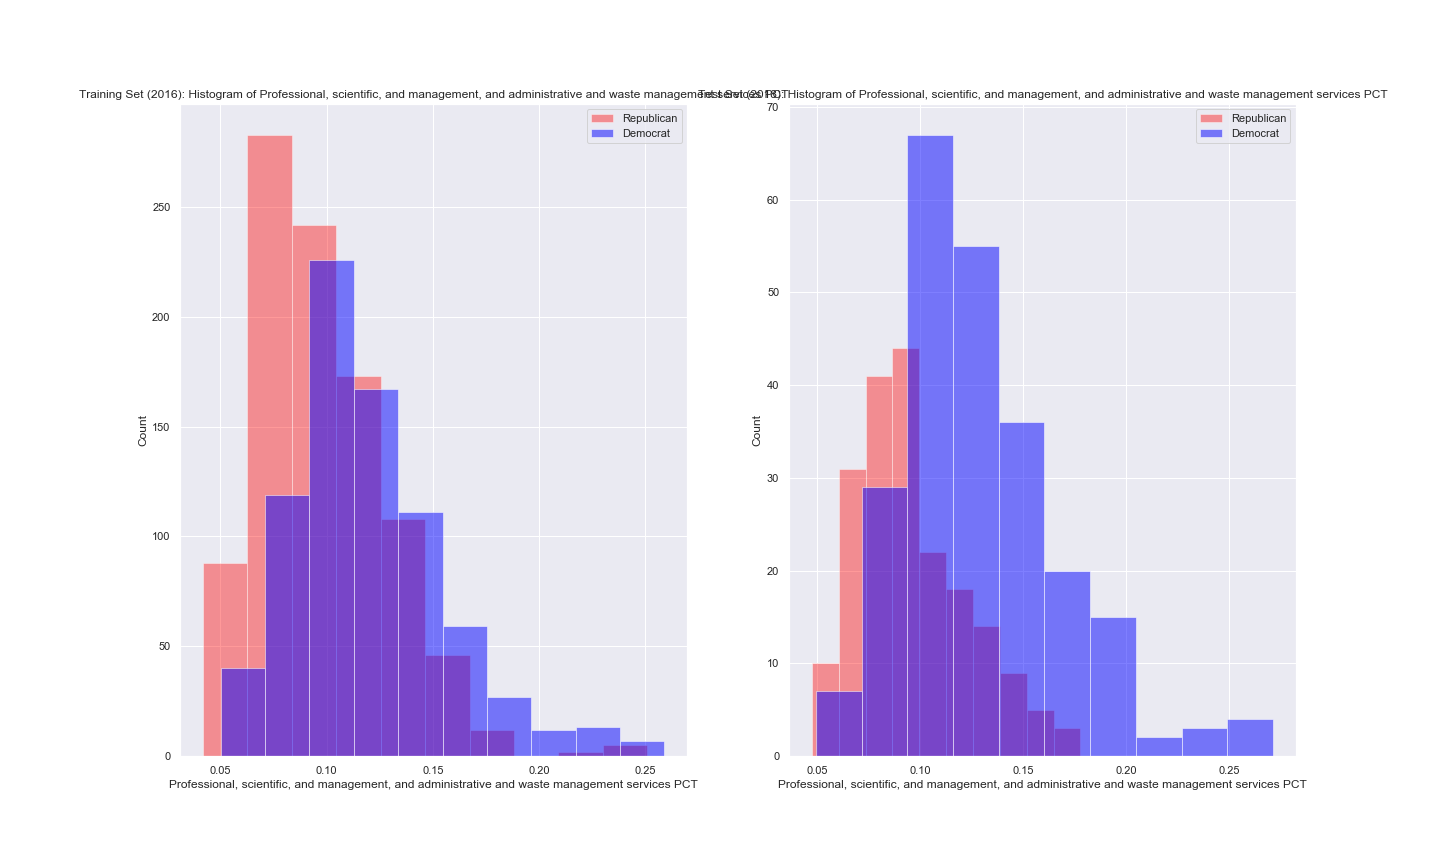 Training Set (2016): Histogram of Professional, scientific, and management, and administrative and waste management services PCT
Test Set (2018): Histogram of Professional, scientific, and management, and administrative and waste management services PCT
Republican
Democrat
Republican
Democrat
Count
250
200
150
100
50
0
0.05 0.10 0.15 0.20 0.25
Professional, scientific, and management, and administrative and waste management services PCT
Count
70
60
50
40
30
20
10
0
0.05 0.10 0.15 0.20 0.25
Professional, scientific, and management, and administrative and waste management services PCT